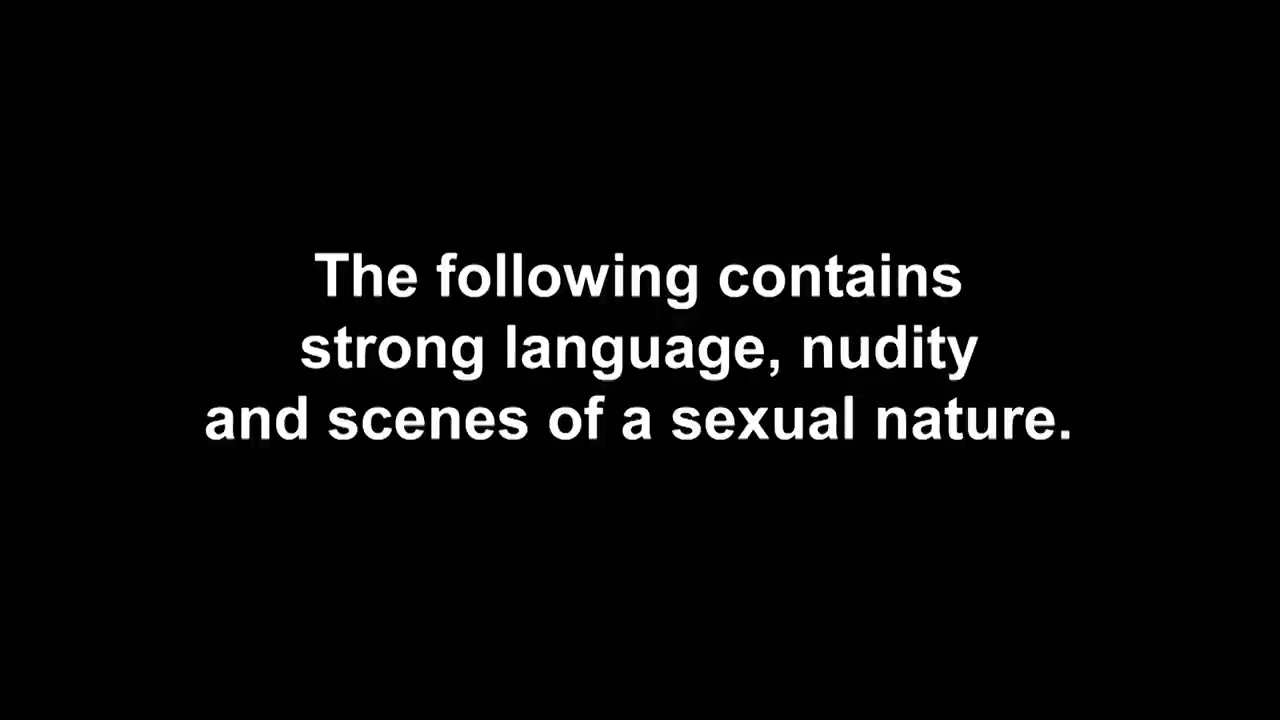 The following contains
strong language, nudity
and scenes of a sexual nature.